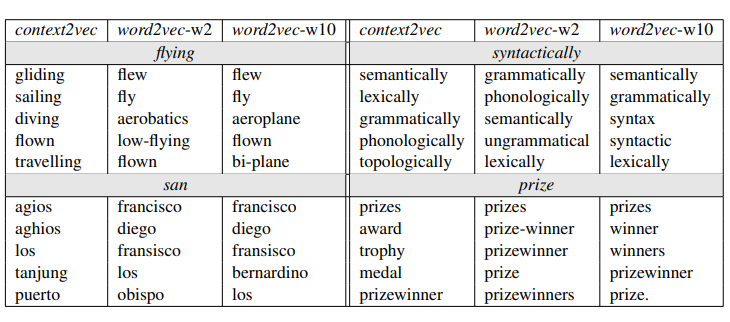 context2vec word2vec-w2 word2vec-w10 context2vec word2vec-w2 word2vec-w10
flying syntactically
gliding flew flew semantically grammatically semantically
sailing fly fly lexically phonologically grammatically
diving aerobatics aeroplane grammatically semantically syntax
flown low-flying flown phonologically ungrammatical syntactic
travelling flown bi-plane topologically lexically lexically
san prize
agios francisco francisco prizes prizes prizes
aghios diego diego award prize-winner winner
los fransisco fransisco trophy prizewinner winners
tanjung los bernardino medal prize prizewinner
puerto obispo los prizewinner prizewinners prize.